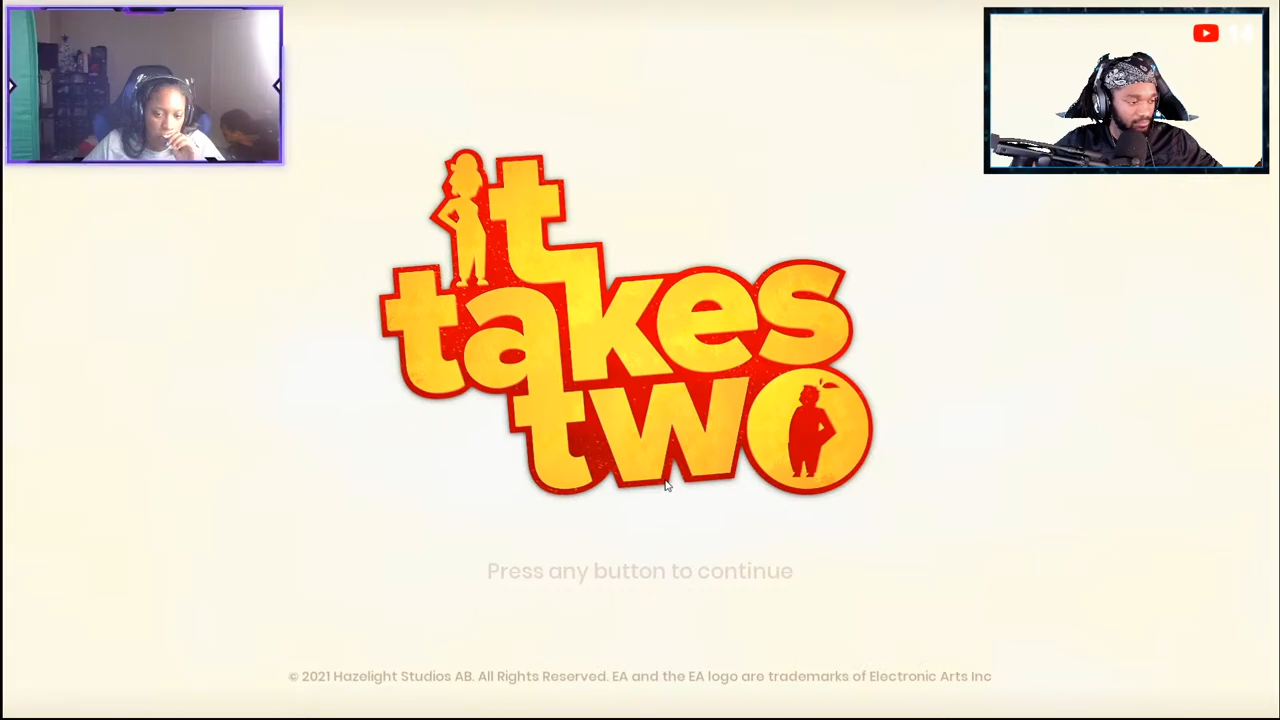 it
takes
two
Press any button to continue
© 2021 Hazelight Studios AB. All Rights Reserved. EA and the EA logo are trademarks of Electronic Arts Inc